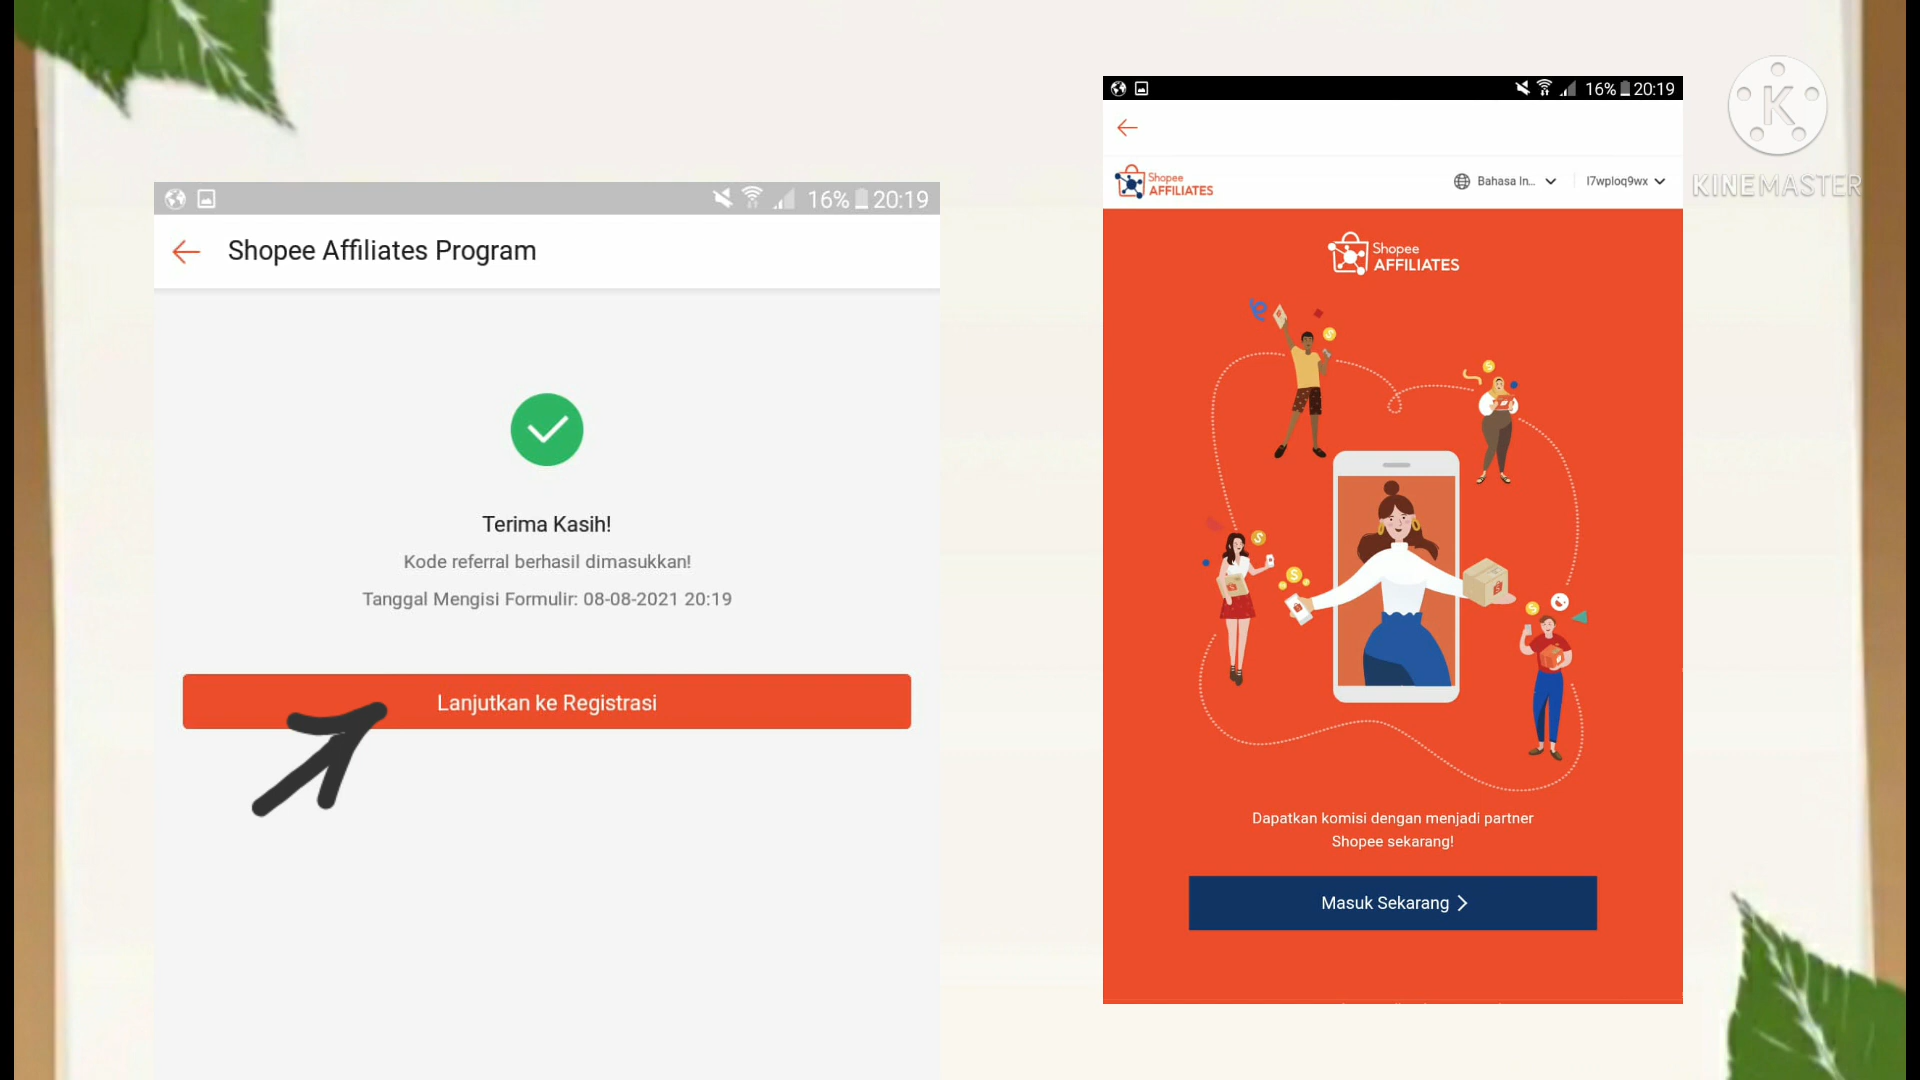 16% 20:19
Shopee Affiliates Program
Terima Kasih!
Kode referral berhasil dimasukkan!
Tanggal Mengisi Formulir: 08-08-2021 20:19
Lanjutkan ke Registrasi
16% 20:19
Shopee
AFFILIATES
Bahasa In...
l7wploq9wx
Shopee
AFFILIATES
Dapatkan komisi dengan menjadi partner
Shopee sekarang!
Masuk Sekarang
K
KINEMASTER